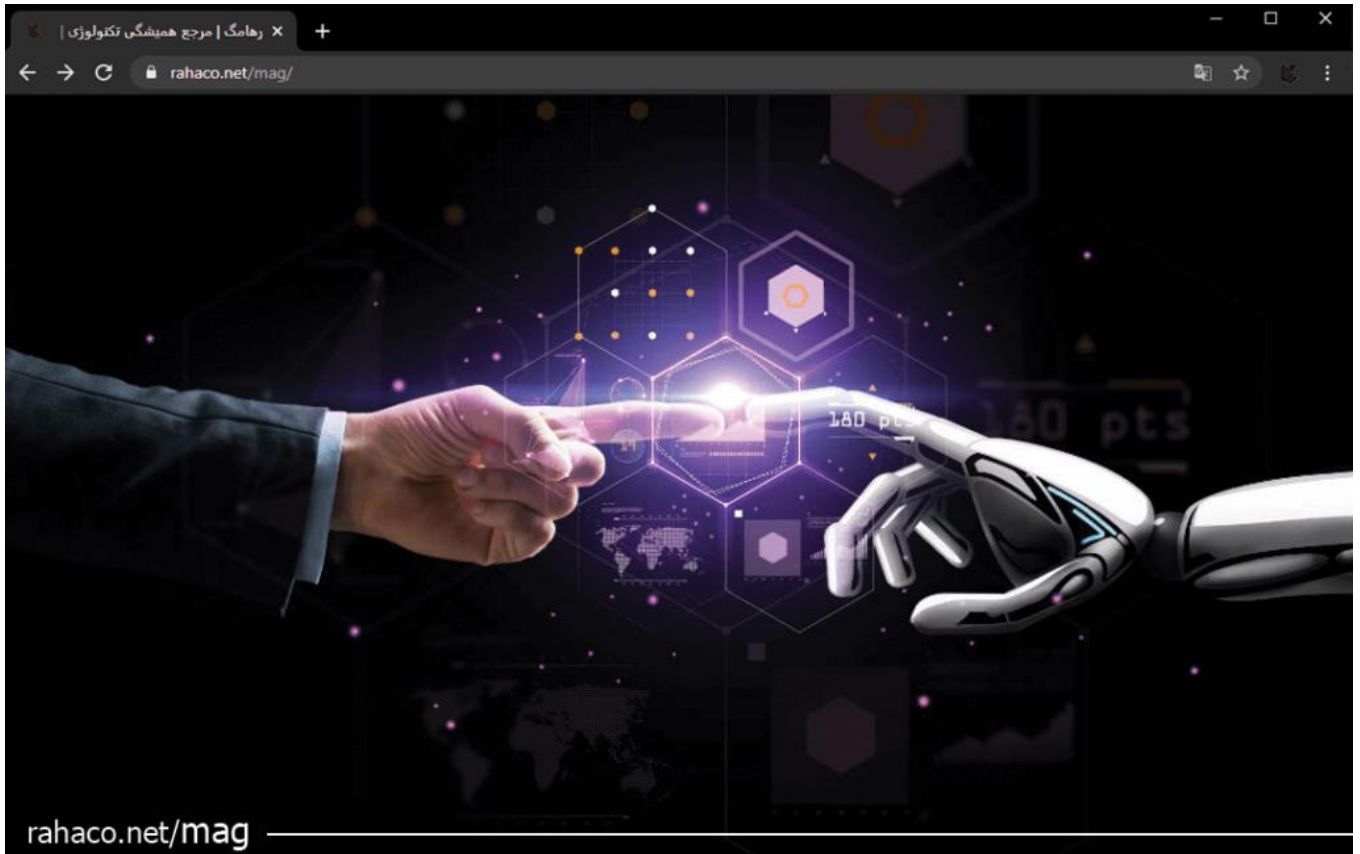 رهامگ | مرجع همیشگی تکنولوژی |
rahaco.net/mag/
180 pts
180 pts
rahaco.net/mag